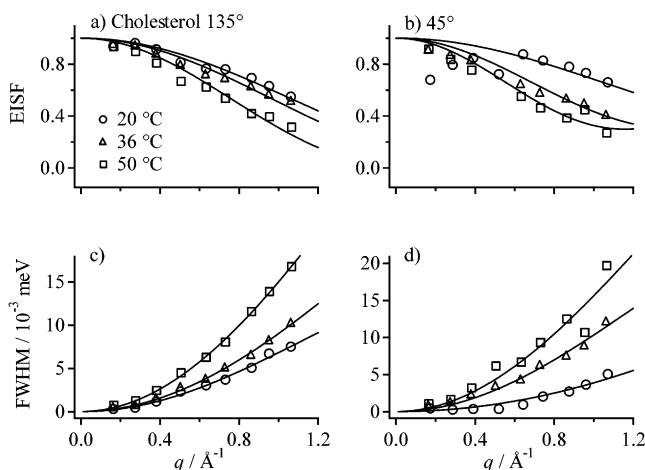 a) Cholesterol 135°
b) 45°
EISF
0.8
0.4
0.0
○ 20 °C
△ 36 °C
□ 50 °C
0.8
0.4
0.0
c)
d)
FWHM / 10⁻³ meV
15
10
5
0
20
15
10
5
0
0.0 0.4 0.8 1.2
0.0 0.4 0.8 1.2
q / Å⁻¹
q / Å⁻¹